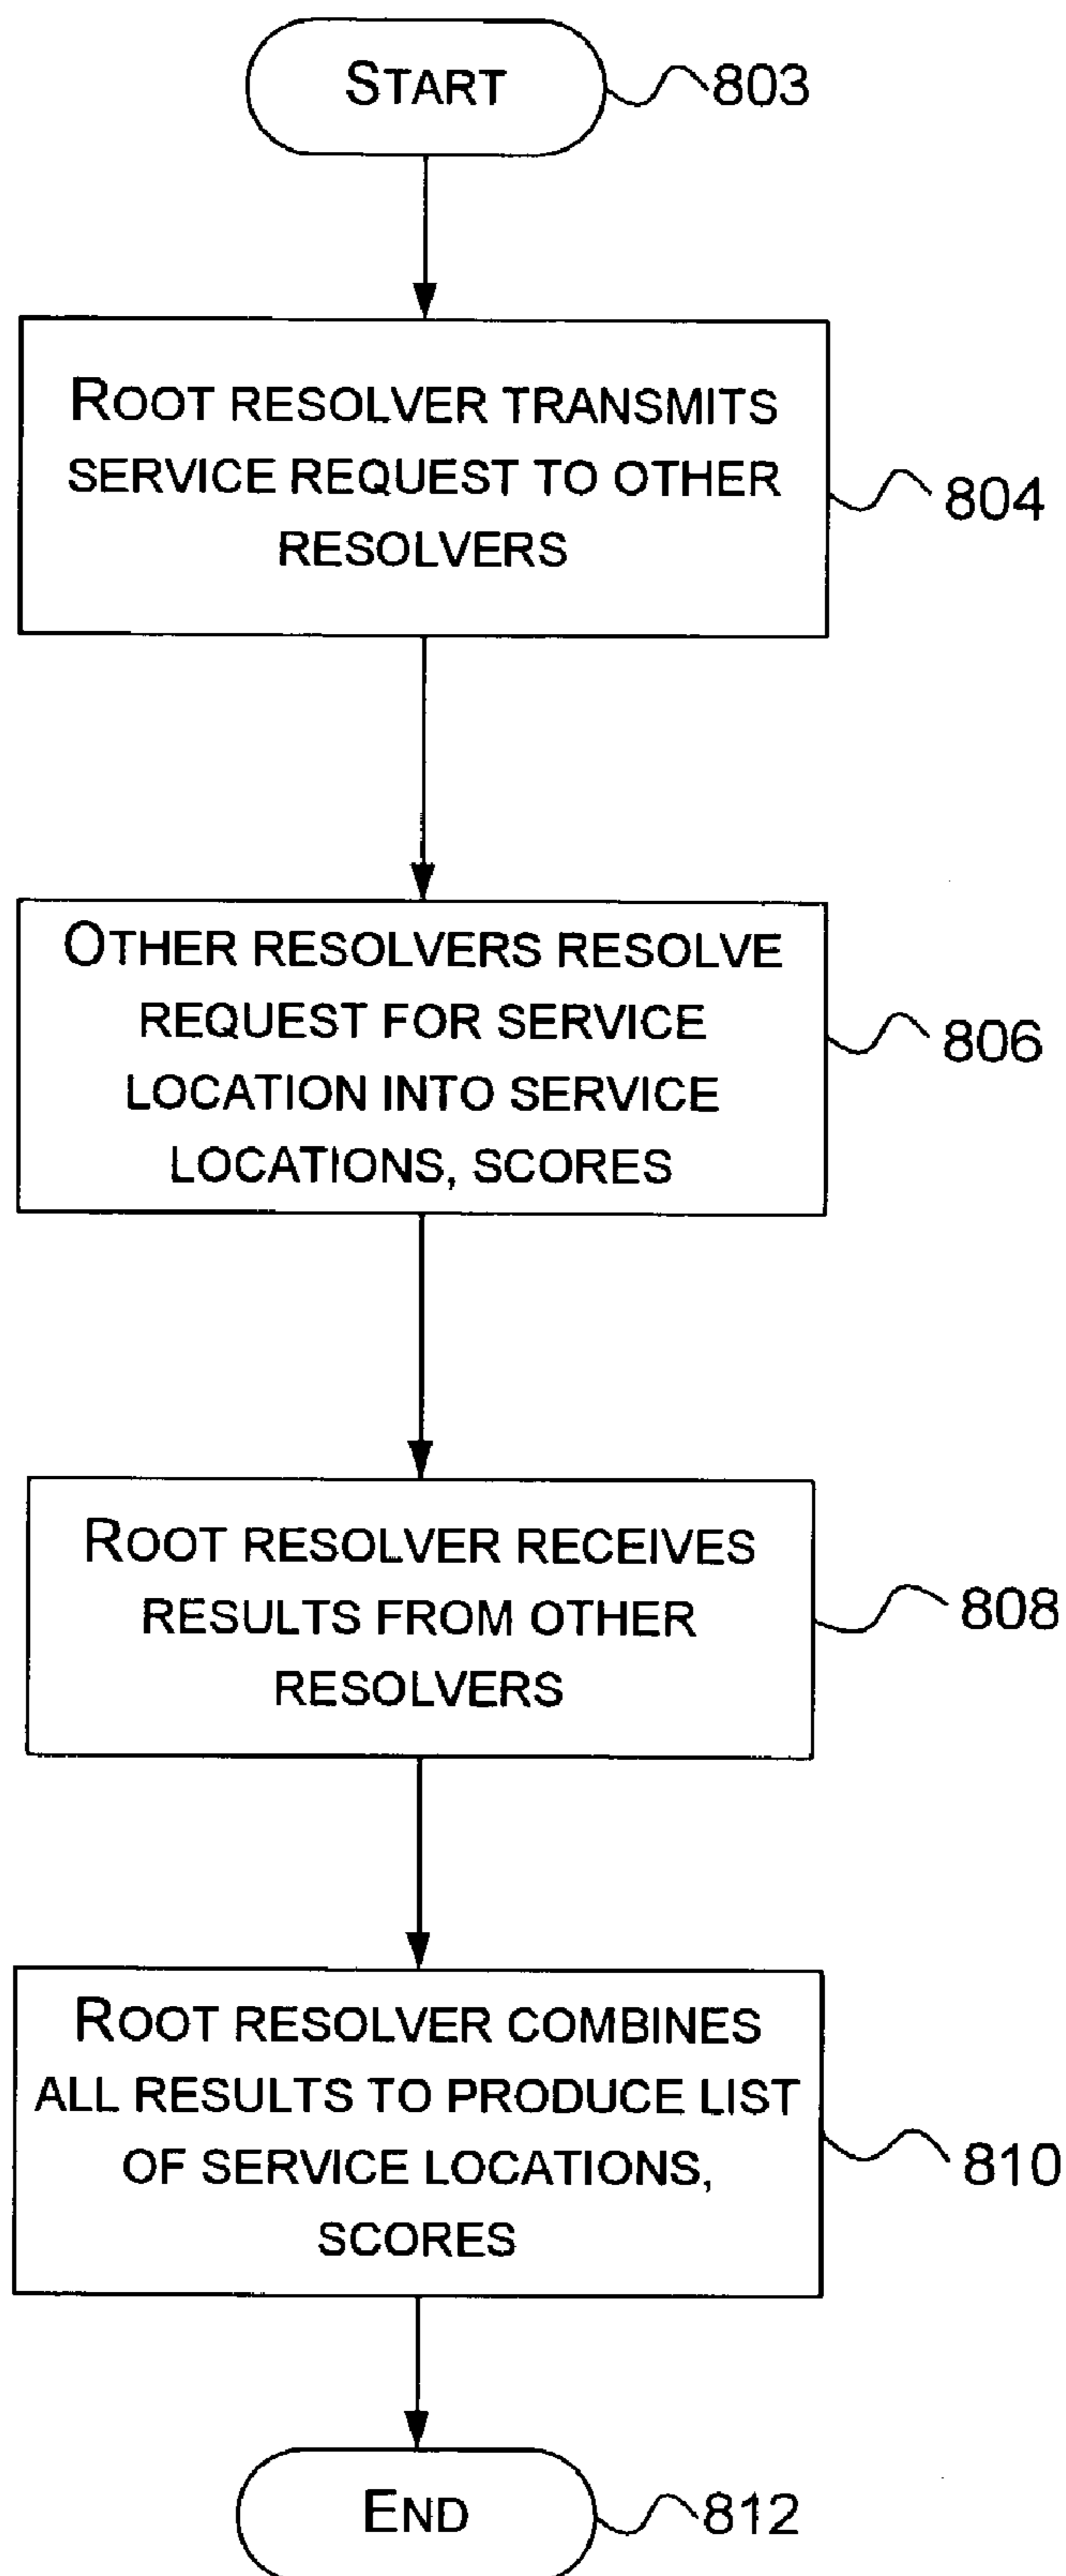 START
803
ROOT RESOLVER TRANSMITS
SERVICE REQUEST TO OTHER
RESOLVERS
804
OTHER RESOLVERS RESOLVE
REQUEST FOR SERVICE
LOCATION INTO SERVICE
LOCATIONS, SCORES
806
ROOT RESOLVER RECEIVES
RESULTS FROM OTHER
RESOLVERS
808
ROOT RESOLVER COMBINES
ALL RESULTS TO PRODUCE LIST
OF SERVICE LOCATIONS,
SCORES
810
END
812